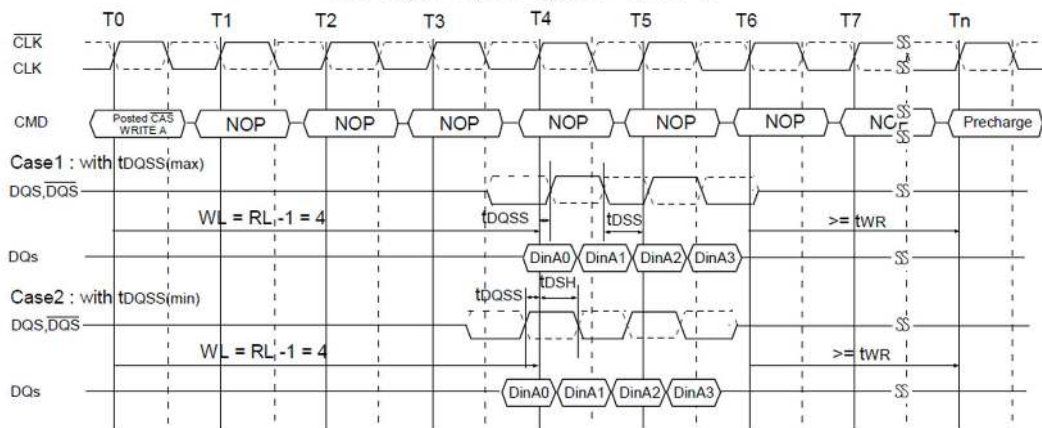 T0 T1 T2 T3 T4 T5 T6 T7 Tn
CLK
CLK
CMD Posted CAS WRITE A NOP NOP NOP NOP NOP NOP NOP Precharge
Case1 : with tDQSS(max)
DQS,DQS
WL = RL -1 = 4 tDQSS tDSS >= tWR
DQs DinA0 DinA1 DinA2 DinA3
Case2 : with tDQSS(min)
tDQSS tDSH
DQS,DQS
WL = RL -1 = 4 >= tWR
DQs DinA0 DinA1 DinA2 DinA3